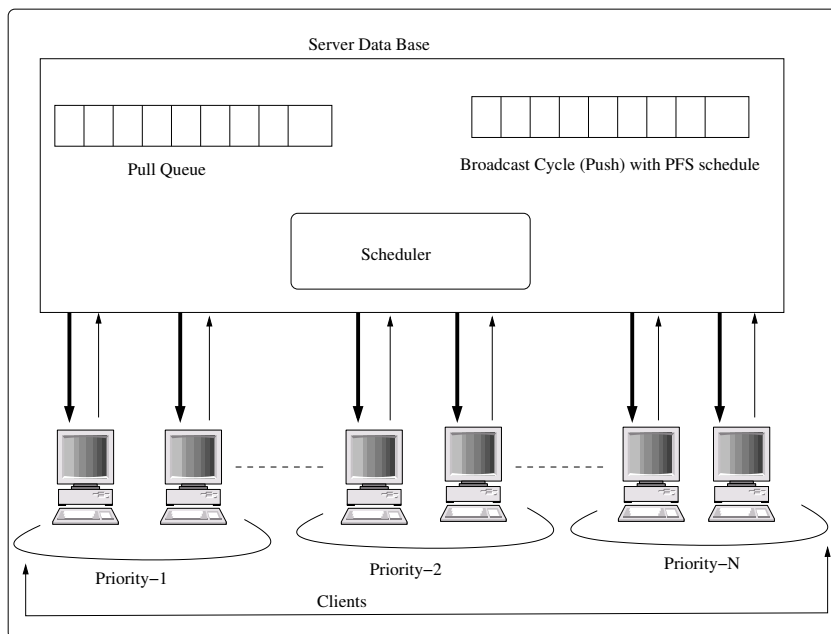 Server Data Base
Pull Queue
Broadcast Cycle (Push) with PFS schedule
Scheduler
Priority−1
Priority−2
Priority−N
Clients